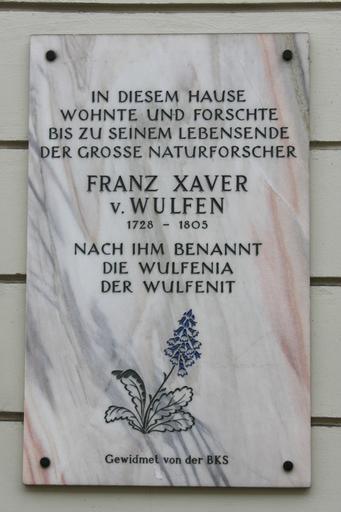 IN DIESEM HAUSE
WOHNTE UND FORSCHTE
BIS ZU SEINEM LEBENSENDE
DER GROSSE NATURFORSCHER
FRANZ XAVER
v. WULFEN
1728 - 1805
NACH IHM BENANNT
DIE WULFENIA
DER WULFENIT
Gewidmet von der BKS